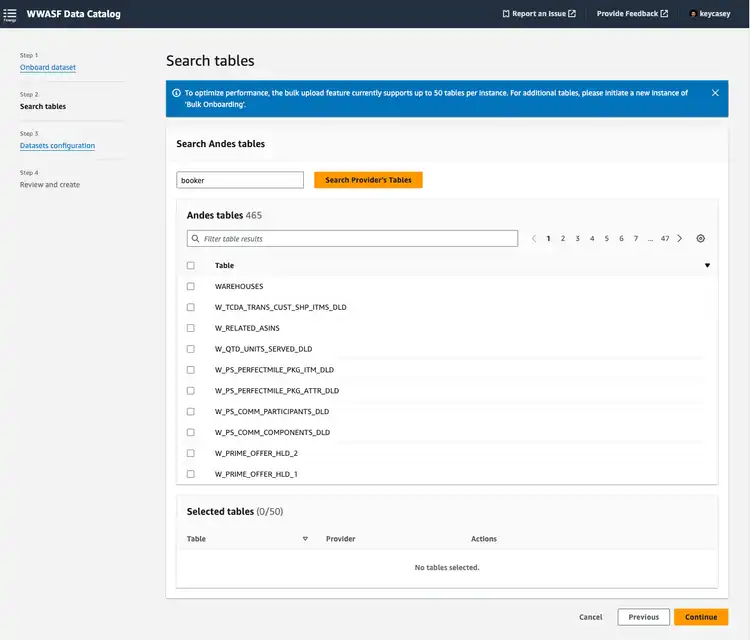 WWASF Data Catalog
Report an Issue
Provide Feedback
keycasey
Step 1
Onboard dataset
Step 2
Search tables
Step 3
Datasets configuration
Step 4
Review and create
Search tables
To optimize performance, the bulk upload feature currently supports up to 50 tables per instance. For additional tables, please initiate a new instance of
'Bulk Onboarding'.
Search Andes tables
booker
Search Provider's Tables
Andes tables 465
Filter table results
1 2 3 4 5 6 7 ... 47
Table
WAREHOUSES
W_TCDA_TRANS_CUST_SHP_ITMS_DLD
W_RELATED_ASINS
W_QTD_UNITS_SERVED_DLD
W_PS_PERFECTMILE_PKG_ITM_DLD
W_PS_PERFECTMILE_PKG_ATTR_DLD
W_PS_COMM_PARTICIPANTS_DLD
W_PS_COMM_COMPONENTS_DLD
W_PRIME_OFFER_HLD_2
W_PRIME_OFFER_HLD_1
Selected tables (0/50)
Table Provider Actions
No tables selected.
Cancel Previous Continue